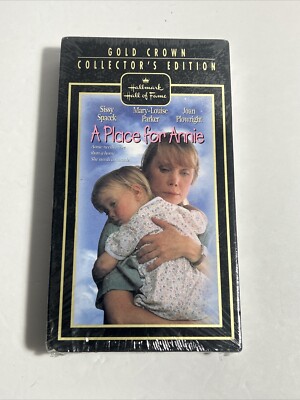 GOLD CROWN
COLLECTOR'S EDITION
Hallmark
Hall of Fame
Sissy Mary-Louise Joan
Spacek Parker Plowright
A Place for Annie